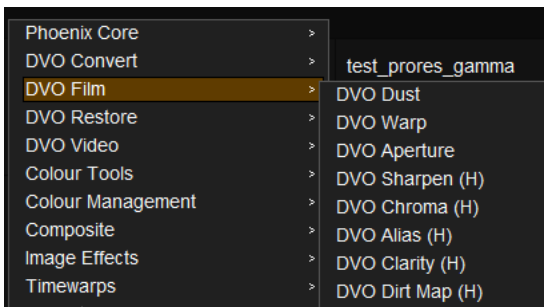 Phoenix Core >
DVO Convert >
DVO Film >
DVO Restore >
DVO Video >
Colour Tools >
Colour Management >
Composite >
Image Effects >
Timewarps >
test_prores_gamma
DVO Dust
DVO Warp
DVO Aperture
DVO Sharpen (H)
DVO Chroma (H)
DVO Alias (H)
DVO Clarity (H)
DVO Dirt Map (H)